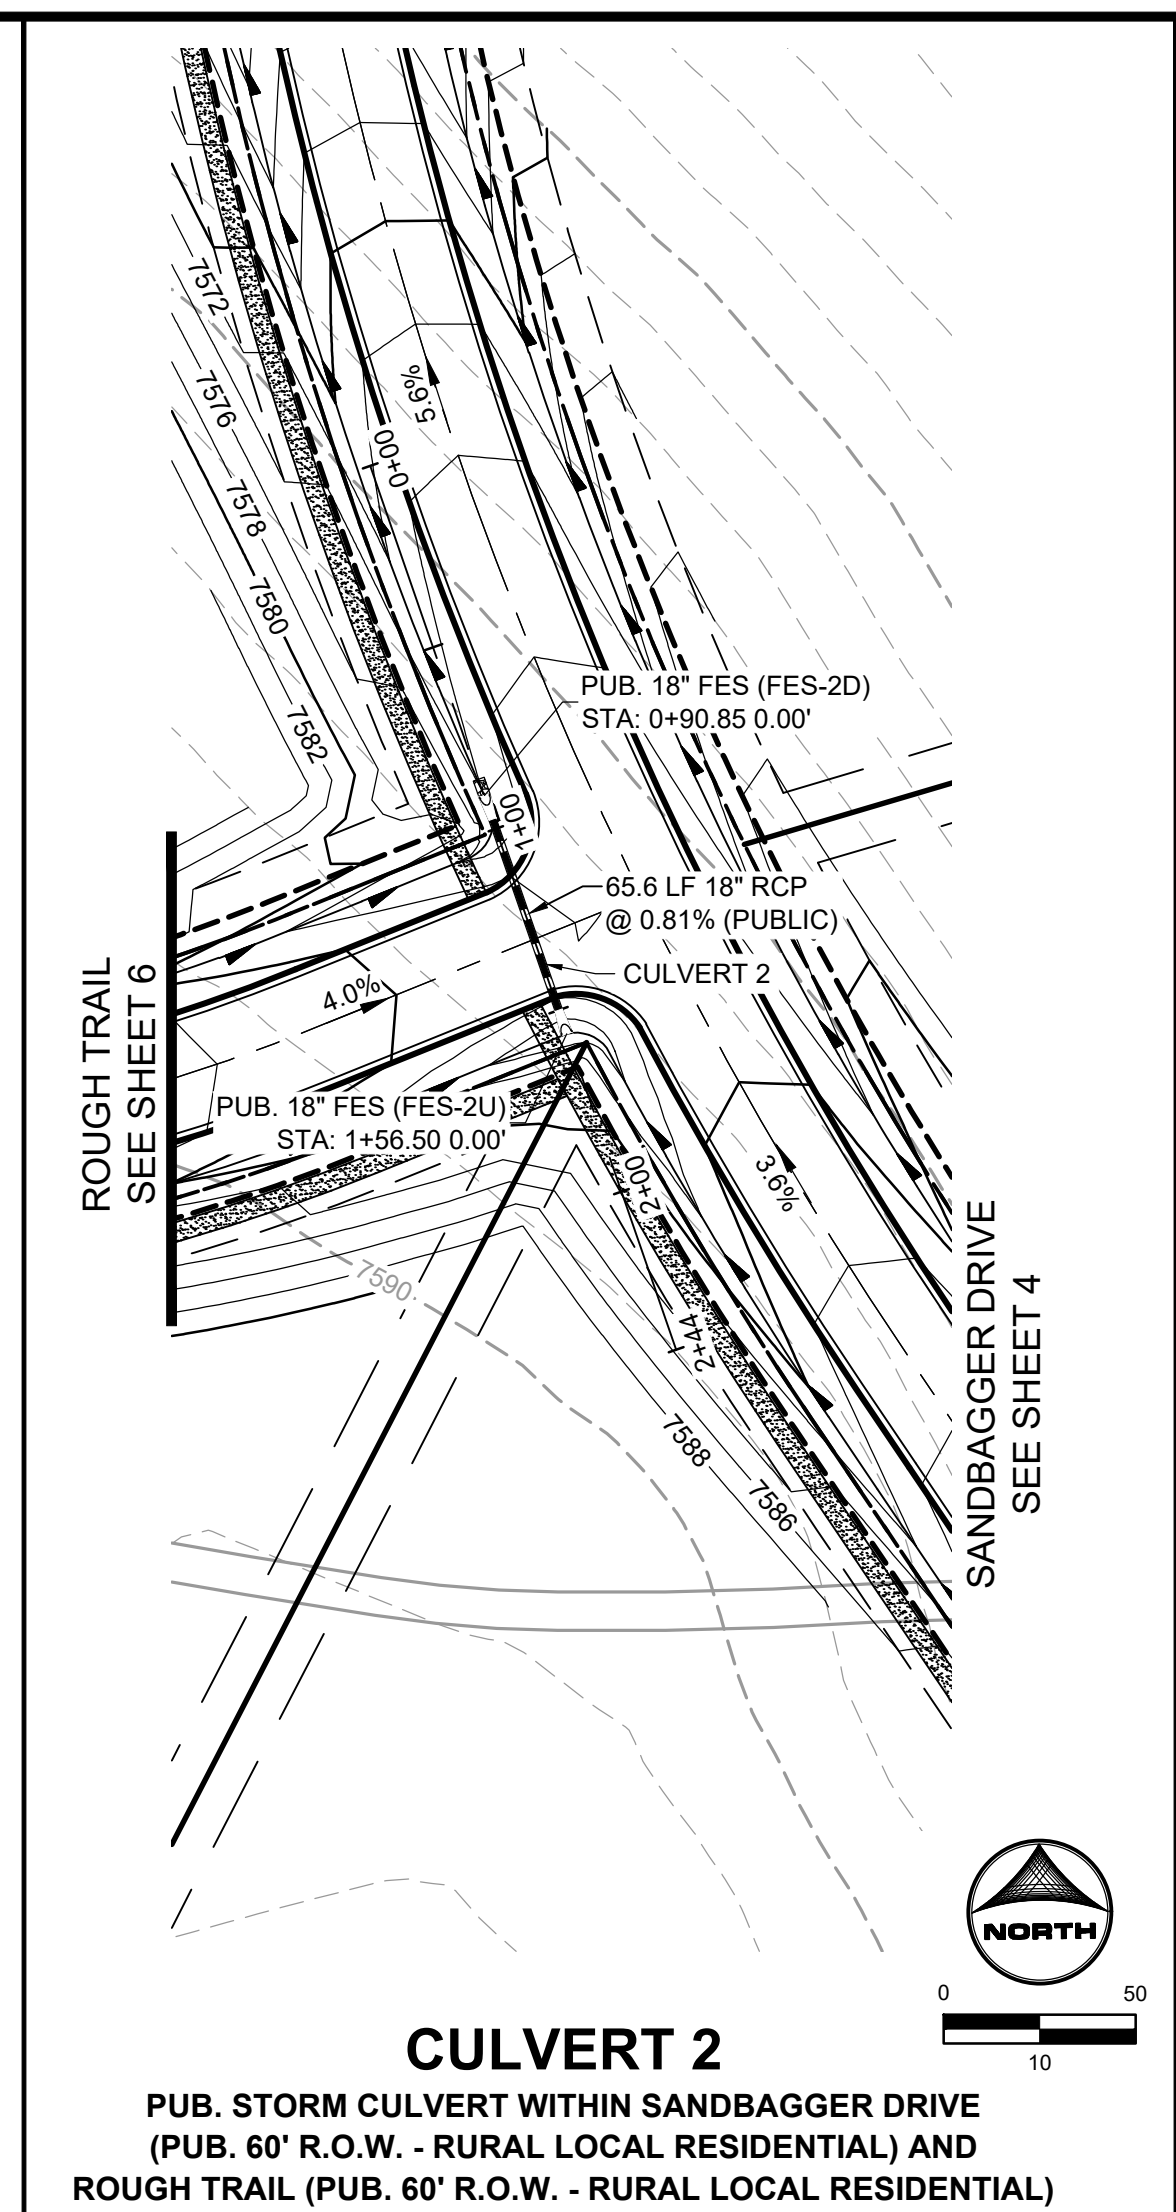 7572
7576
7578
7580
7582
5.6%
0+00
PUB. 18" FES (FES-2D)
STA: 0+90.85 0.00'
1+00
65.6 LF 18" RCP
@ 0.81% (PUBLIC)
CULVERT 2
4.0%
ROUGH TRAIL
SEE SHEET 6
PUB. 18" FES (FES-2U)
STA: 1+56.50 0.00'
2+00
3.6%
7590
2+44
7588
7586
SANDBAGGER DRIVE
SEE SHEET 4
NORTH
0 50
10
CULVERT 2
PUB. STORM CULVERT WITHIN SANDBAGGER DRIVE
(PUB. 60' R.O.W. - RURAL LOCAL RESIDENTIAL) AND
ROUGH TRAIL (PUB. 60' R.O.W. - RURAL LOCAL RESIDENTIAL)